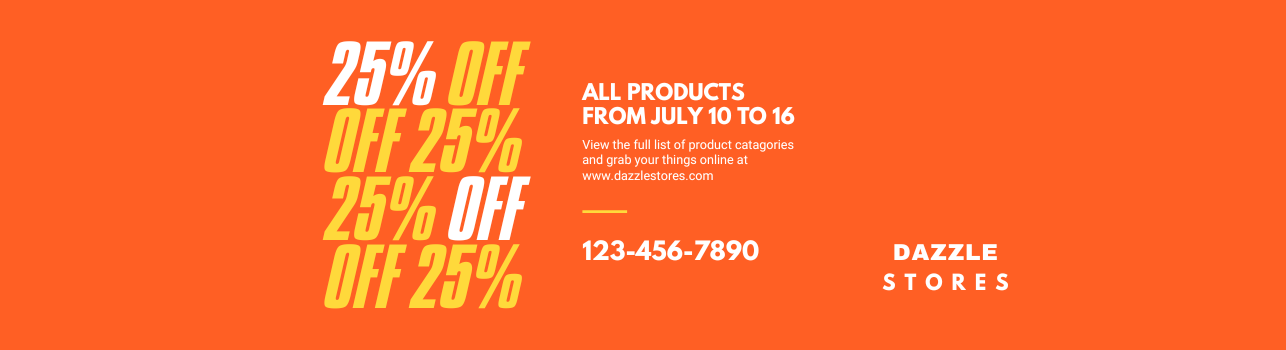 25% OFF
OFF 25%
25% OFF
OFF 25%
ALL PRODUCTS
FROM JULY 10 TO 16
View the full list of product catagories
and grab your things online at
www.dazzlestores.com
123-456-7890
DAZZLE
STORES